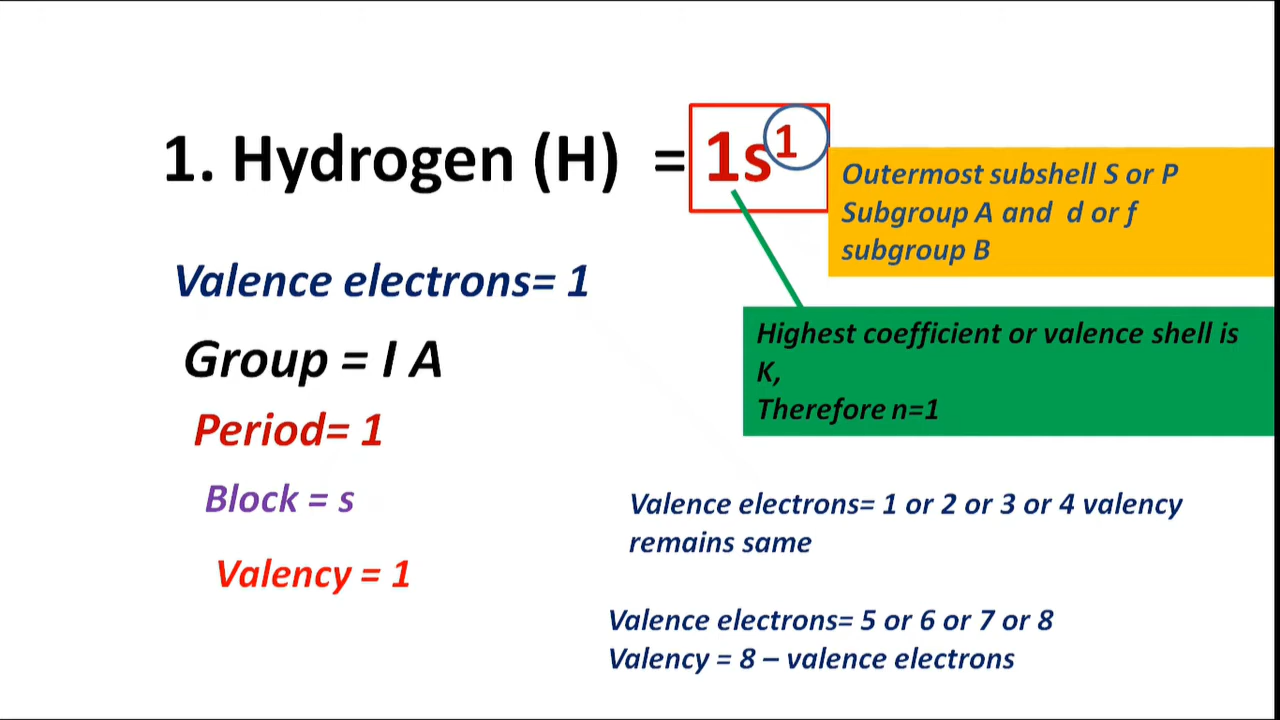 1. Hydrogen (H) = 1s¹
Outermost subshell S or P
Subgroup A and d or f
subgroup B
Valence electrons= 1
Group = I A
Period= 1
Block = s
Valency = 1
Highest coefficient or valence shell is
K,
Therefore n=1
Valence electrons= 1 or 2 or 3 or 4 valency
remains same
Valence electrons= 5 or 6 or 7 or 8
Valency = 8 – valence electrons